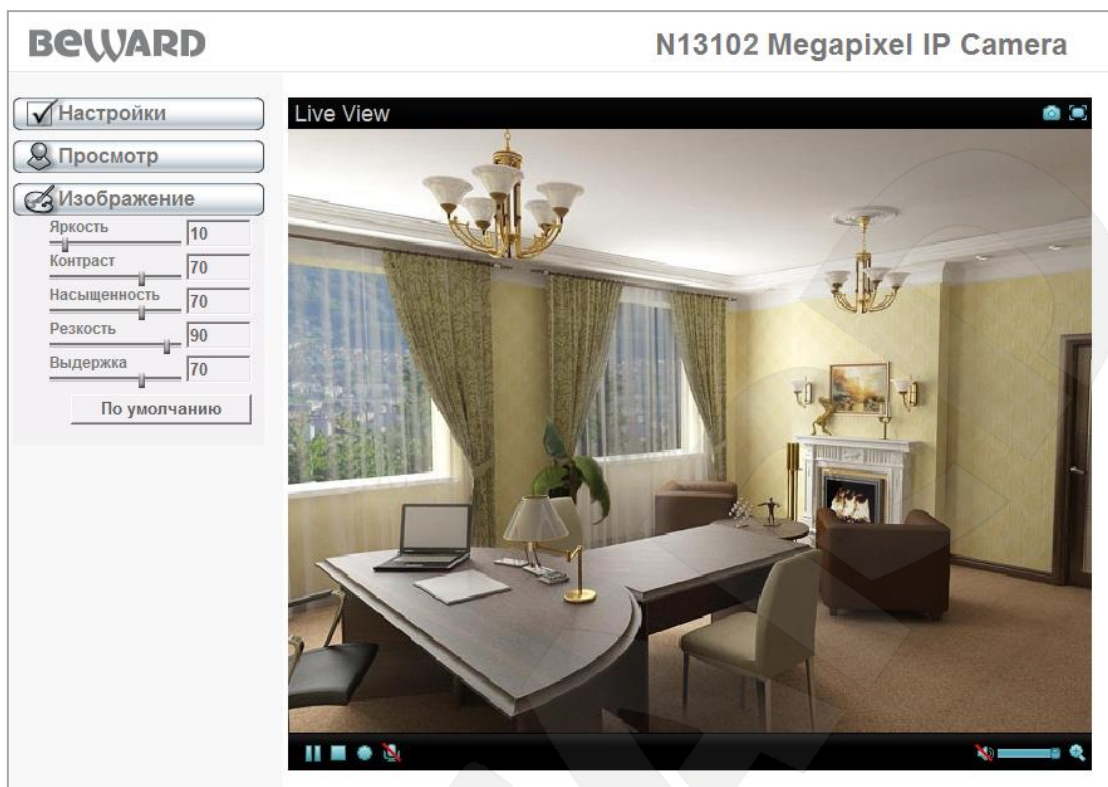 BEWARD
N13102 Megapixel IP Camera
Настройки
Просмотр
Изображение
Яркость 10
Контраст 70
Насыщенность 70
Резкость 90
Выдержка 70
По умолчанию
Live View